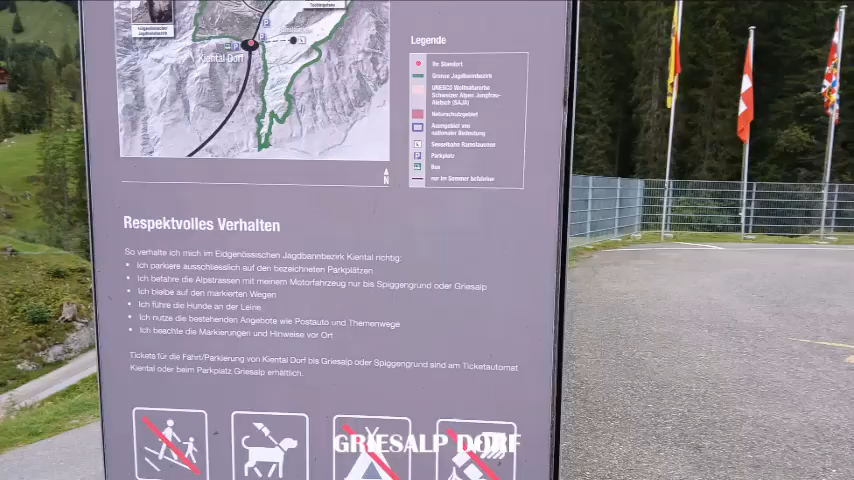 Legende
Kiental Dorf
Ihr Standort
Grenze Jagdbannbezirk
UNESCO Weltnaturerbe
Schweizer Alpen Jungfrau-
Aletsch (SAJA)
Naturschutzgebiet
Auengebiet von
nationaler Bedeutung
Sesselbahn Ramslauenen
Parkplatz
Bus
nur im Sommer befahrbar
N
Respektvolles Verhalten
So verhalte ich mich im Eidgenössischen Jagdbannbezirk Kiental richtig:
• Ich parkiere ausschliesslich auf den bezeichneten Parkplätzen
• Ich befahre die Alpstrassen mit meinem Motorfahrzeug nur bis Spiggengrund oder Griesalp
• Ich bleibe auf den markierten Wegen
• Ich führe die Hunde an der Leine
• Ich nutze die bestehenden Angebote wie Postauto und Themenwege
• Ich beachte die Markierungen und Hinweise vor Ort
Tickets für die Fahrt/Parkierung von Kiental Dorf bis Griesalp oder Spiggengrund sind am Ticketautomat
Kiental oder beim Parkplatz Griesalp erhältlich.
GRIESALP DORF